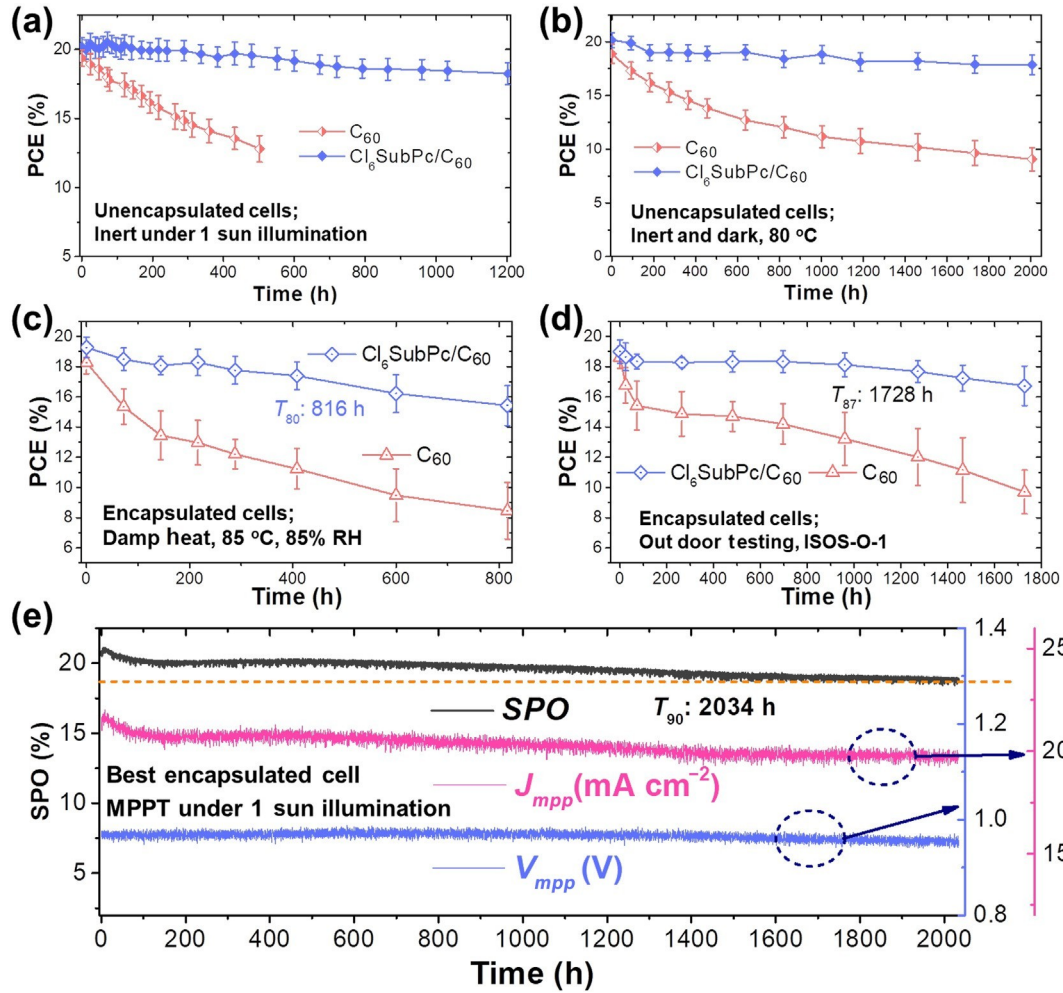 (a)
20
15
10
5
PCE (%)
C₆₀
Cl₆SubPc/C₆₀
Unencapsulated cells;
Inert under 1 sun illumination
0 200 400 600 800 1000 1200
Time (h)
(b)
20
15
10
5
0
PCE (%)
C₆₀
Cl₆SubPc/C₆₀
Unencapsulated cells;
Inert and dark, 80 °C
0 200 400 600 800 1000 1200 1400 1600 1800 2000
Time (h)
(c)
20
18
16
14
12
10
8
6
PCE (%)
Cl₆SubPc/C₆₀
T₈₀: 816 h
C₆₀
Encapsulated cells;
Damp heat, 85 °C, 85% RH
0 200 400 600 800
Time (h)
(d)
20
18
16
14
12
10
8
6
PCE (%)
T₈₇: 1728 h
Cl₆SubPc/C₆₀ C₆₀
Encapsulated cells;
Out door testing, ISOS-O-1
0 200 400 600 800 1000 1200 1400 1600 1800
Time (h)
(e)
20
15
10
5
SPO (%)
SPO
T₉₀: 2034 h
Best encapsulated cell
MPPT under 1 sun illumination
Jmpp(mA cm⁻²)
Vmpp (V)
1.4
1.2
1.0
0.8
25
20
15
0 200 400 600 800 1000 1200 1400 1600 1800 2000
Time (h)